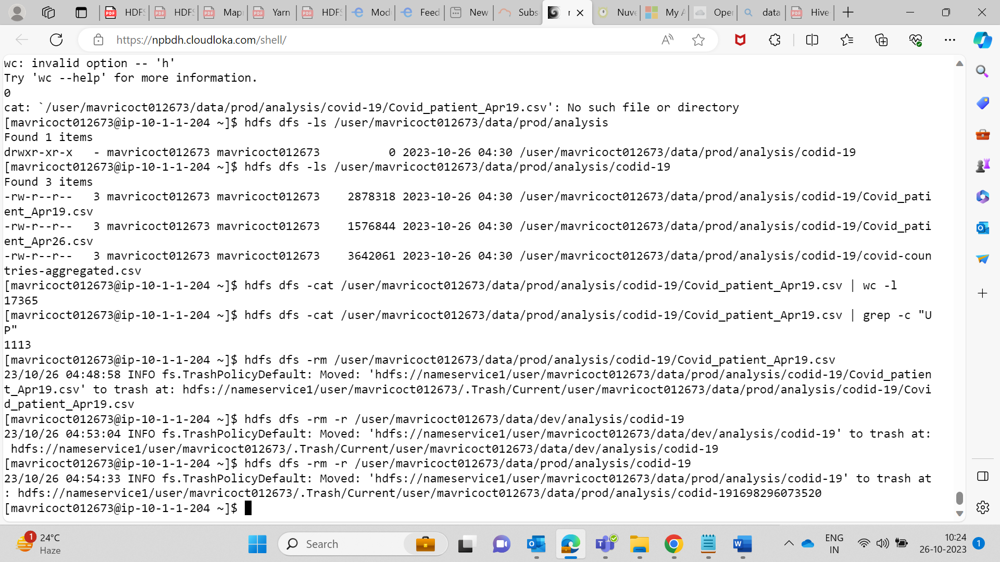 HDFS
HDFS
Map
Yarn
HDFS
Mod
Feed
New
Subs
Nuve
My A
Oper
data
Hive
https://npbdh.cloudloka.com/shell/
wc: invalid option -- 'h'
Try 'wc --help' for more information.
0
cat: `/user/mavricoct012673/data/prod/analysis/covid-19/Covid_patient_Apr19.csv': No such file or directory
[mavricoct012673@ip-10-1-1-204 ~]$ hdfs dfs -ls /user/mavricoct012673/data/prod/analysis
Found 1 items
drwxr-xr-x   - mavricoct012673 mavricoct012673          0 2023-10-26 04:30 /user/mavricoct012673/data/prod/analysis/codid-19
[mavricoct012673@ip-10-1-1-204 ~]$ hdfs dfs -ls /user/mavricoct012673/data/prod/analysis/codid-19
Found 3 items
-rw-r--r--   3 mavricoct012673 mavricoct012673    2878318 2023-10-26 04:30 /user/mavricoct012673/data/prod/analysis/codid-19/Covid_pati
ent_Apr19.csv
-rw-r--r--   3 mavricoct012673 mavricoct012673    1576844 2023-10-26 04:30 /user/mavricoct012673/data/prod/analysis/codid-19/Covid_pati
ent_Apr26.csv
-rw-r--r--   3 mavricoct012673 mavricoct012673    3642061 2023-10-26 04:30 /user/mavricoct012673/data/prod/analysis/codid-19/covid-coun
tries-aggregated.csv
[mavricoct012673@ip-10-1-1-204 ~]$ hdfs dfs -cat /user/mavricoct012673/data/prod/analysis/codid-19/Covid_patient_Apr19.csv | wc -l
17365
[mavricoct012673@ip-10-1-1-204 ~]$ hdfs dfs -cat /user/mavricoct012673/data/prod/analysis/codid-19/Covid_patient_Apr19.csv | grep -c "U
P"
1113
[mavricoct012673@ip-10-1-1-204 ~]$ hdfs dfs -rm /user/mavricoct012673/data/prod/analysis/codid-19/Covid_patient_Apr19.csv
23/10/26 04:48:58 INFO fs.TrashPolicyDefault: Moved: 'hdfs://nameservice1/user/mavricoct012673/data/prod/analysis/codid-19/Covid_patien
t_Apr19.csv' to trash at: hdfs://nameservice1/user/mavricoct012673/.Trash/Current/user/mavricoct012673/data/prod/analysis/codid-19/Covi
d_patient_Apr19.csv
[mavricoct012673@ip-10-1-1-204 ~]$ hdfs dfs -rm -r /user/mavricoct012673/data/dev/analysis/codid-19
23/10/26 04:53:04 INFO fs.TrashPolicyDefault: Moved: 'hdfs://nameservice1/user/mavricoct012673/data/dev/analysis/codid-19' to trash at:
 hdfs://nameservice1/user/mavricoct012673/.Trash/Current/user/mavricoct012673/data/dev/analysis/codid-19
[mavricoct012673@ip-10-1-1-204 ~]$ hdfs dfs -rm -r /user/mavricoct012673/data/prod/analysis/codid-19
23/10/26 04:54:33 INFO fs.TrashPolicyDefault: Moved: 'hdfs://nameservice1/user/mavricoct012673/data/prod/analysis/codid-19' to trash at
: hdfs://nameservice1/user/mavricoct012673/.Trash/Current/user/mavricoct012673/data/prod/analysis/codid-191698296073520
[mavricoct012673@ip-10-1-1-204 ~]$
1
24°C
Haze
Search
ENG
IN
10:24
26-10-2023
1